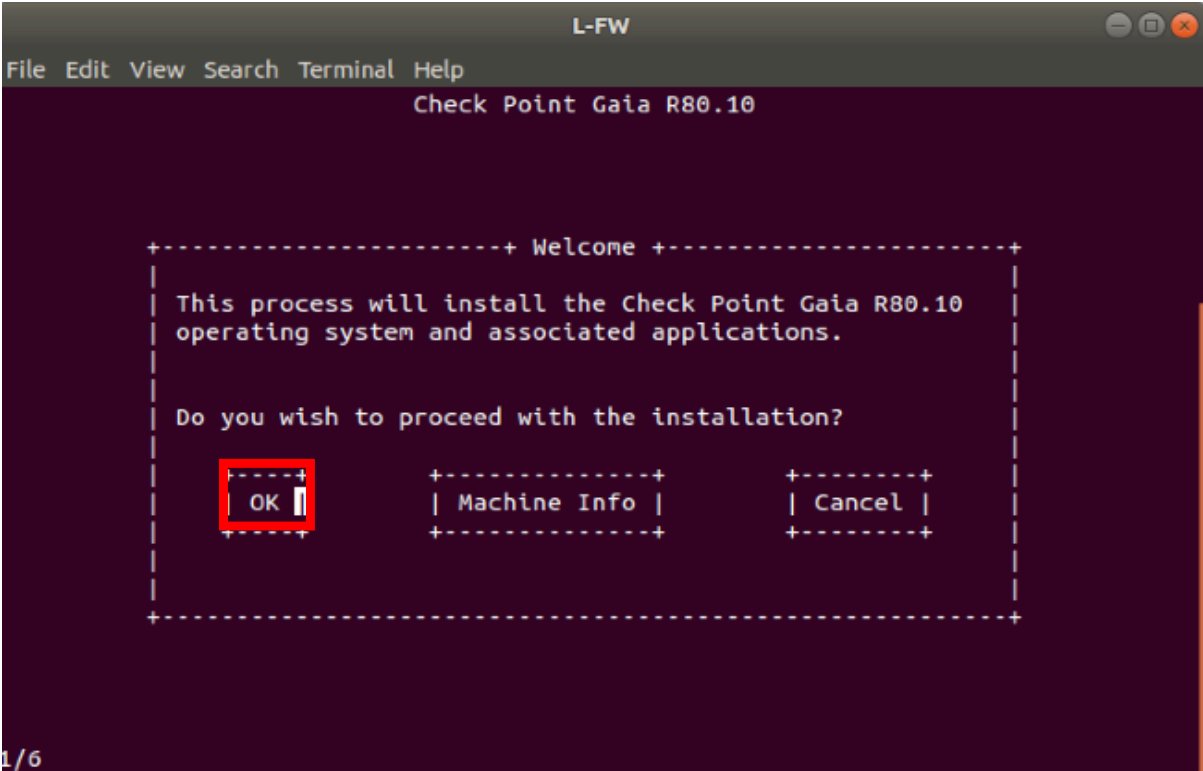 L-FW
File Edit View Search Terminal Help
Check Point Gaia R80.10
Welcome
This process will install the Check Point Gaia R80.10
operating system and associated applications.
Do you wish to proceed with the installation?
OK Machine Info Cancel
1/6